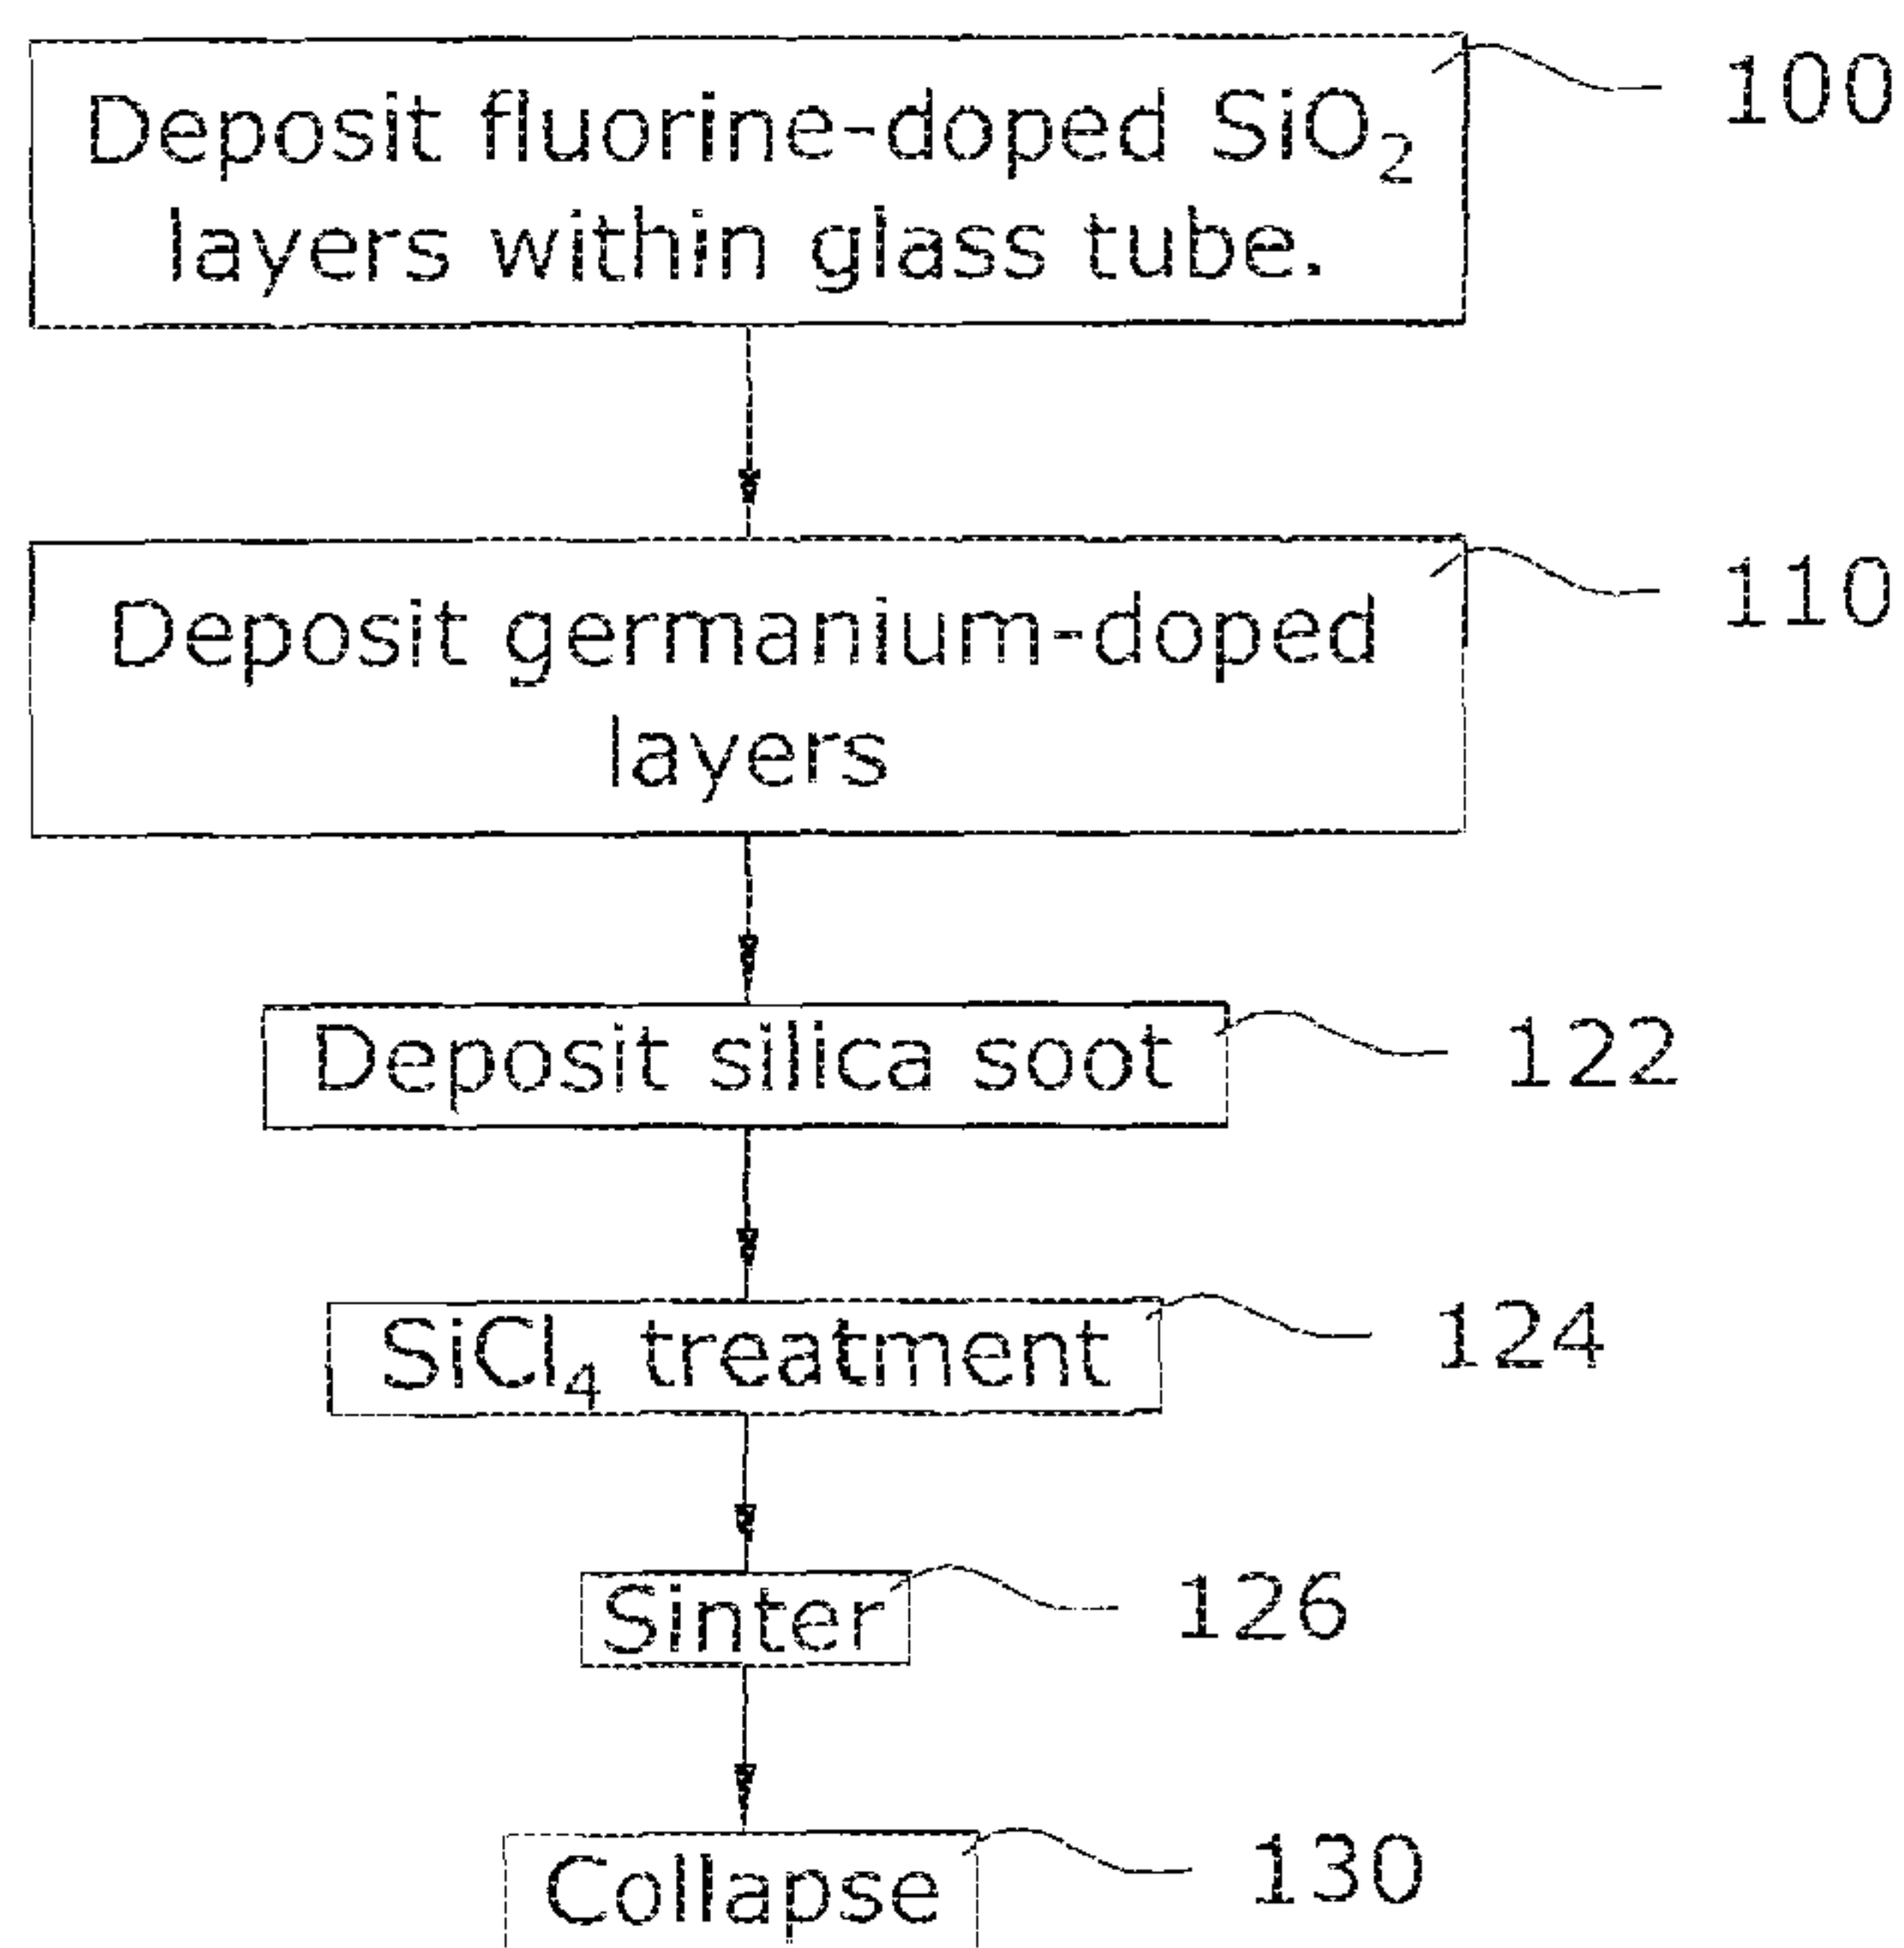 Deposit fluorine-doped SiO₂
layers within glass tube.
100
Deposit germanium-doped
layers
110
Deposit silica soot
122
SiCl₄ treatment
124
Sinter
126
Collapse
130